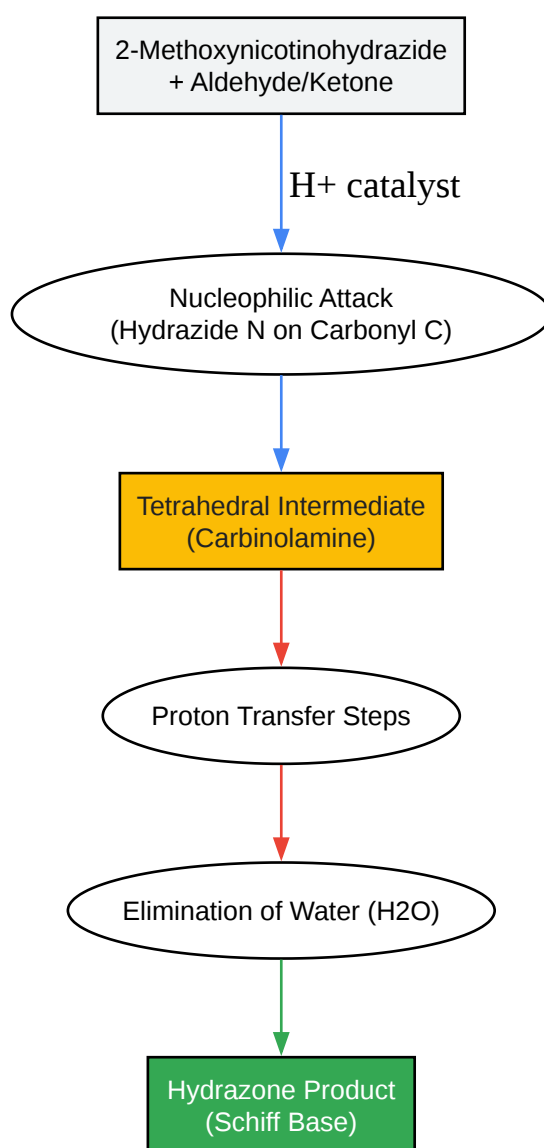 2-Methoxynicotinohydrazide
+ Aldehyde/Ketone
H+ catalyst
Nucleophilic Attack
(Hydrazide N on Carbonyl C)
Tetrahedral Intermediate
(Carbinolamine)
Proton Transfer Steps
Elimination of Water (H2O)
Hydrazone Product
(Schiff Base)